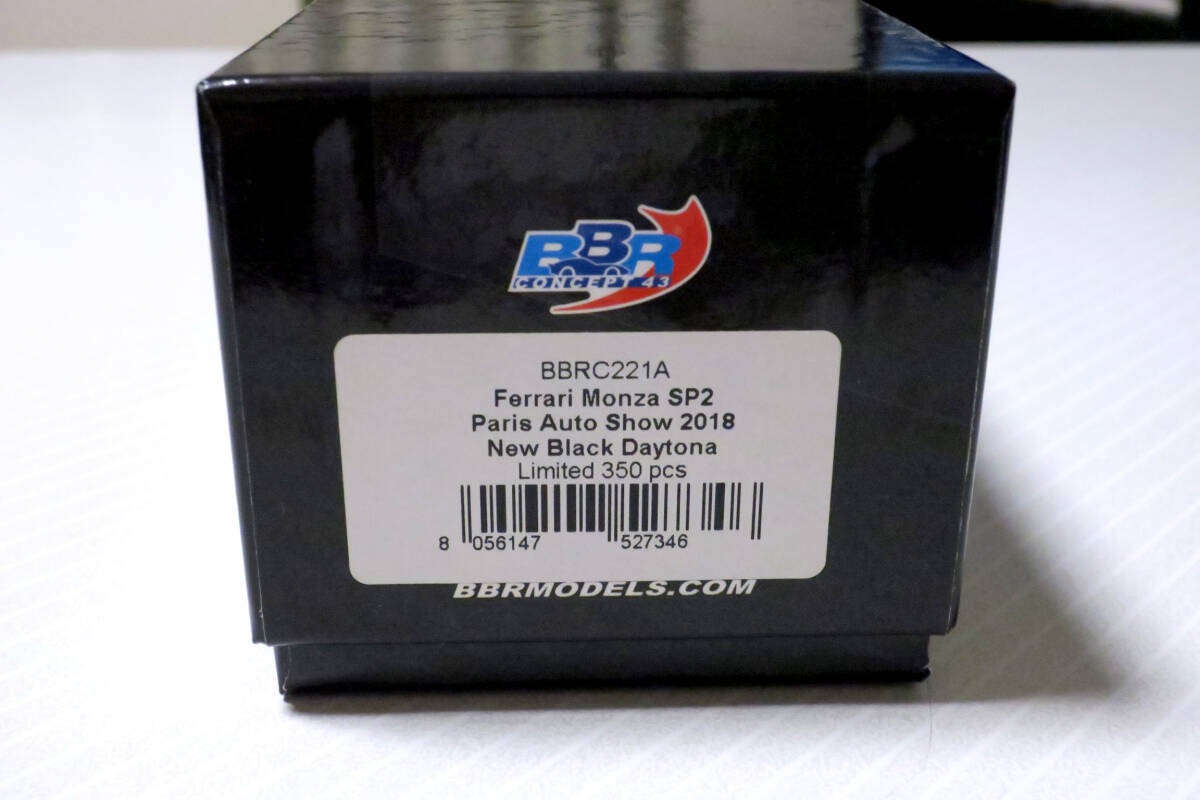 BBR
CONCEPT 43
BBRC221A
Ferrari Monza SP2
Paris Auto Show 2018
New Black Daytona
Limited 350 pcs
8 056147 527346
BBRMODELS.COM